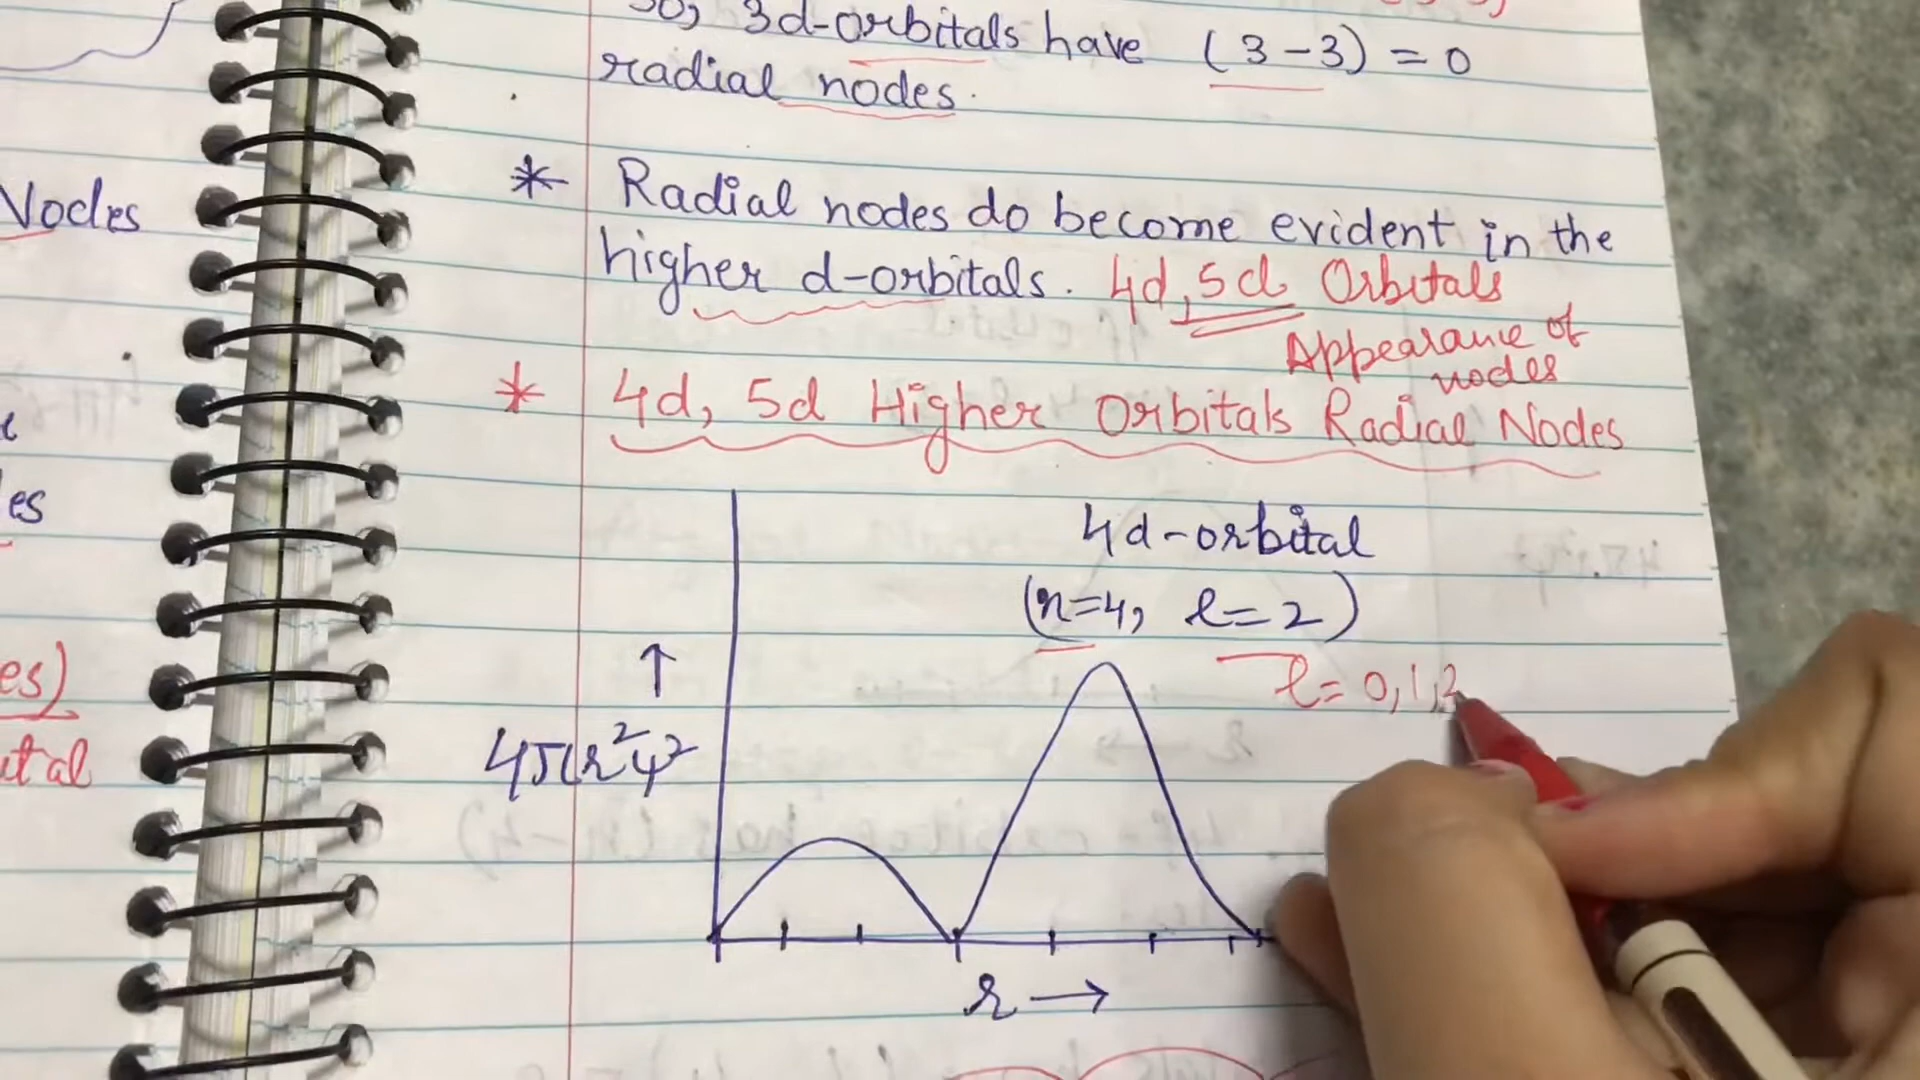 So, 3d-orbitals have (3-3) = 0
radial nodes.
Nodes
* Radial nodes do become evident in the
higher d-orbitals. 4d, 5d Orbitals
Appearance of
nodes
* 4d, 5d Higher Orbitals Radial Nodes
es
4d-orbital
(n=4, l=2)
l= 0,1,2
↑
4πr²ψ²
es)
ital
r →